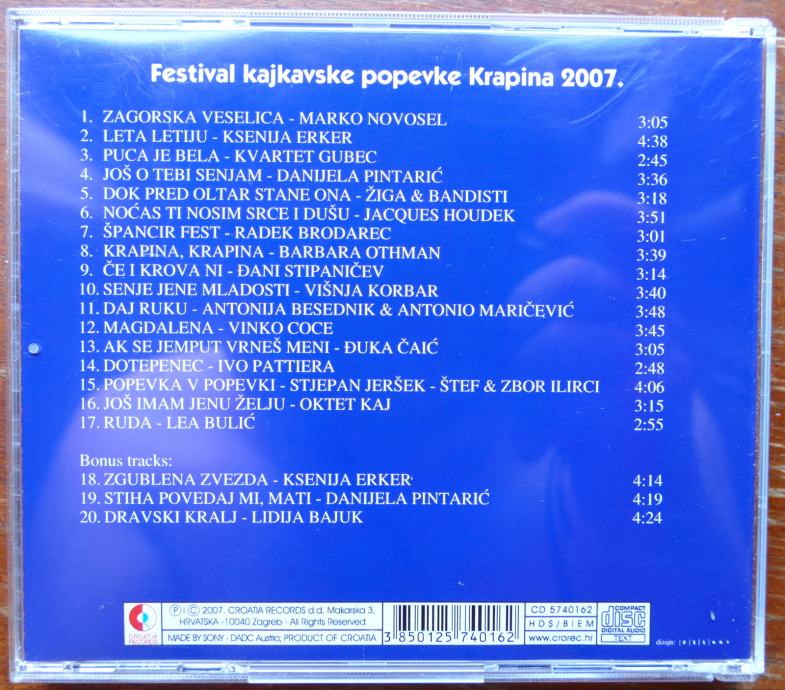 Festival kajkavske popevke Krapina 2007.
1. ZAGORSKA VESELICA - MARKO NOVOSEL 3:05
2. LETA LETIJU - KSENIJA ERKER 4:38
3. PUCA JE BELA - KVARTET GUBEC 2:45
4. JOŠ O TEBI SENJAM - DANIJELA PINTARIĆ 3:36
5. DOK PRED OLTAR STANE ONA - ŽIGA & BANDISTI 3:18
6. NOĆAS TI NOSIM SRCE I DUŠU - JACQUES HOUDEK 3:51
7. ŠPANCIR FEST - RADEK BRODAREC 3:01
8. KRAPINA, KRAPINA - BARBARA OTHMAN 3:39
9. ČE I KROVA NI - ĐANI STIPANIČEV 3:14
10. SENJE JENE MLADOSTI - VIŠNJA KORBAR 3:40
11. DAJ RUKU - ANTONIJA BESEDNIK & ANTONIO MARIČEVIĆ 3:48
12. MAGDALENA - VINKO COCE 3:45
13. AK SE JEMPUT VRNEŠ MENI - ĐUKA ČAIĆ 3:05
14. DOTEPENEC - IVO PATTIERA 2:48
15. POPEVKA V POPEVKI - STJEPAN JERŠEK - ŠTEF & ZBOR ILIRCI 4:06
16. JOŠ IMAM JENU ŽELJU - OKTET KAJ 3:15
17. RUDA - LEA BULIĆ 2:55
Bonus tracks:
18. ZGUBLENA ZVEZDA - KSENIJA ERKER 4:14
19. STIHA POVEDAJ MI, MATI - DANIJELA PINTARIĆ 4:19
20. DRAVSKI KRALJ - LIDIJA BAJUK 4:24
CROATIA RECORDS
Ⓟ i Ⓒ 2007. CROATIA RECORDS d.d. Makarska 3,
HRVATSKA - 10040 Zagreb - All Rights Reserved
MADE BY SONY - DADC Austria; PRODUCT OF CROATIA
3 850125 740162
CD 5740162
HDS/BIEM
www.crorec.hr
COMPACT
disc
DIGITAL AUDIO
TEXT
dizajn: